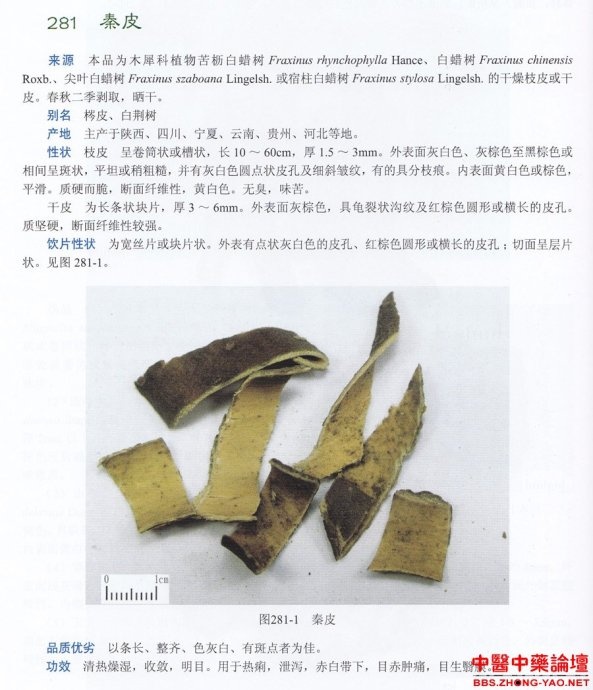 281 秦皮
来源 本品为木犀科植物苦枥白蜡树 Fraxinus rhynchophylla Hance、白蜡树 Fraxinus chinensis
Roxb.、尖叶白蜡树 Fraxinus szaboana Lingelsh. 或宿柱白蜡树 Fraxinus stylosa Lingelsh. 的干燥枝皮或干
皮。春秋二季剥取，晒干。
别名 梣皮、白荆树
产地 主产于陕西、四川、宁夏、云南、贵州、河北等地。
性状 枝皮 呈卷筒状或槽状，长 10～60cm，厚 1.5～3mm。外表面灰白色、灰棕色至黑棕色或
相间呈斑状，平坦或稍粗糙，并有灰白色圆点状皮孔及细斜皱纹，有的具分枝痕。内表面黄白色或棕色，
平滑。质硬而脆，断面纤维性，黄白色。无臭，味苦。
干皮 为长条状块片，厚 3～6mm。外表面灰棕色，具龟裂状沟纹及红棕色圆形或横长的皮孔。
质坚硬，断面纤维性较强。
饮片性状 为宽丝片或块片状。外表有点状灰白色的皮孔、红棕色圆形或横长的皮孔；切面呈层片
状。见图 281-1。
0 1cm
图281-1 秦皮
品质优劣 以条长、整齐、色灰白、有斑点者为佳。
功效 清热燥湿，收敛，明目。用于热痢，泄泻，赤白带下，目赤肿痛，目生翳膜。
中醫中藥論壇
BBS.ZHONG-YAO.NET